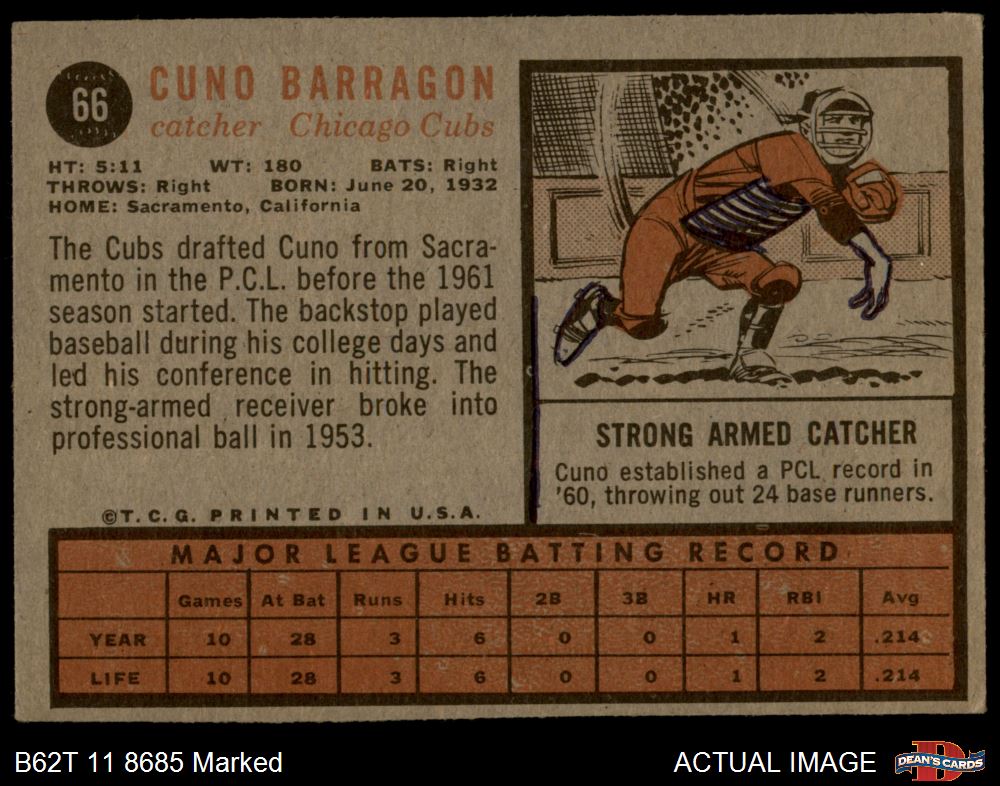 66
CUNO BARRAGON
catcher Chicago Cubs
HT: 5:11 WT: 180 BATS: Right
THROWS: Right BORN: June 20, 1932
HOME: Sacramento, California
The Cubs drafted Cuno from Sacra-
mento in the P.C.L. before the 1961
season started. The backstop played
baseball during his college days and
led his conference in hitting. The
strong-armed receiver broke into
professional ball in 1953.
©T.C.G. PRINTED IN U.S.A.
STRONG ARMED CATCHER
Cuno established a PCL record in
'60, throwing out 24 base runners.
MAJOR LEAGUE BATTING RECORD
Games At Bat Runs Hits 2B 3B HR RBI Avg
YEAR 10 28 3 6 0 0 1 2 .214
LIFE 10 28 3 6 0 0 1 2 .214
B62T 11 8685 Marked
ACTUAL IMAGE
D
DEAN'S CARDS